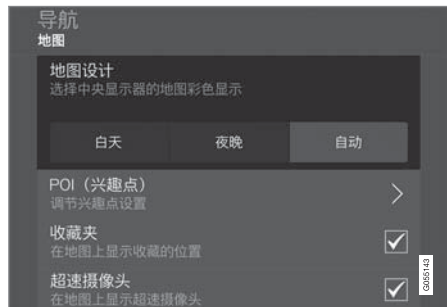 导航
地图
地图设计
选择中央显示器的地图彩色显示
白天
夜晚
自动
POI（兴趣点）
调节兴趣点设置
收藏夹
在地图上显示收藏的位置
超速摄像头
在地图上显示超速摄像头
G056143